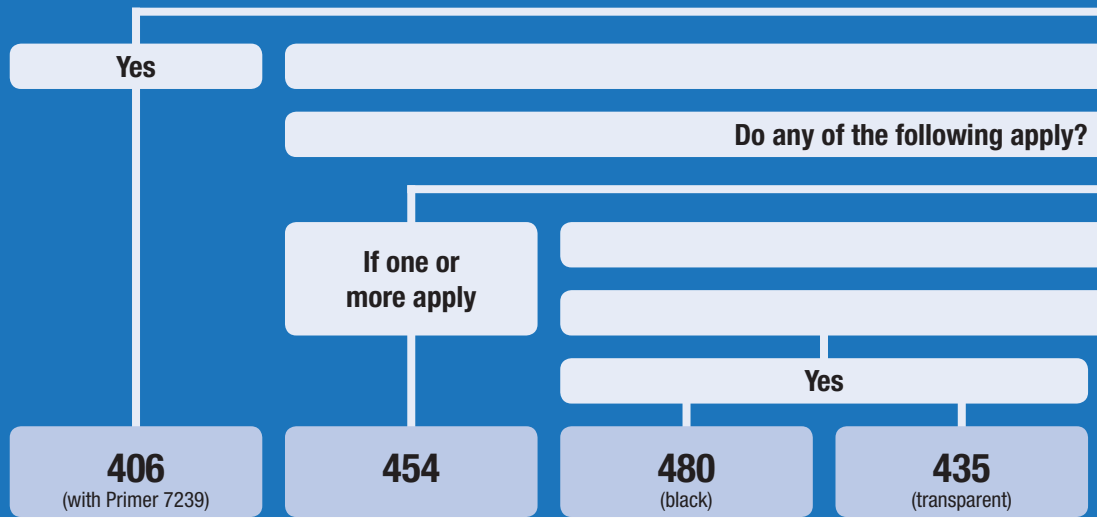 Yes
Do any of the following apply?
If one or
more apply
Yes
406
(with Primer 7239)
454
480
(black)
435
(transparent)